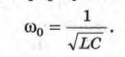 ω₀ = 1/√LC .